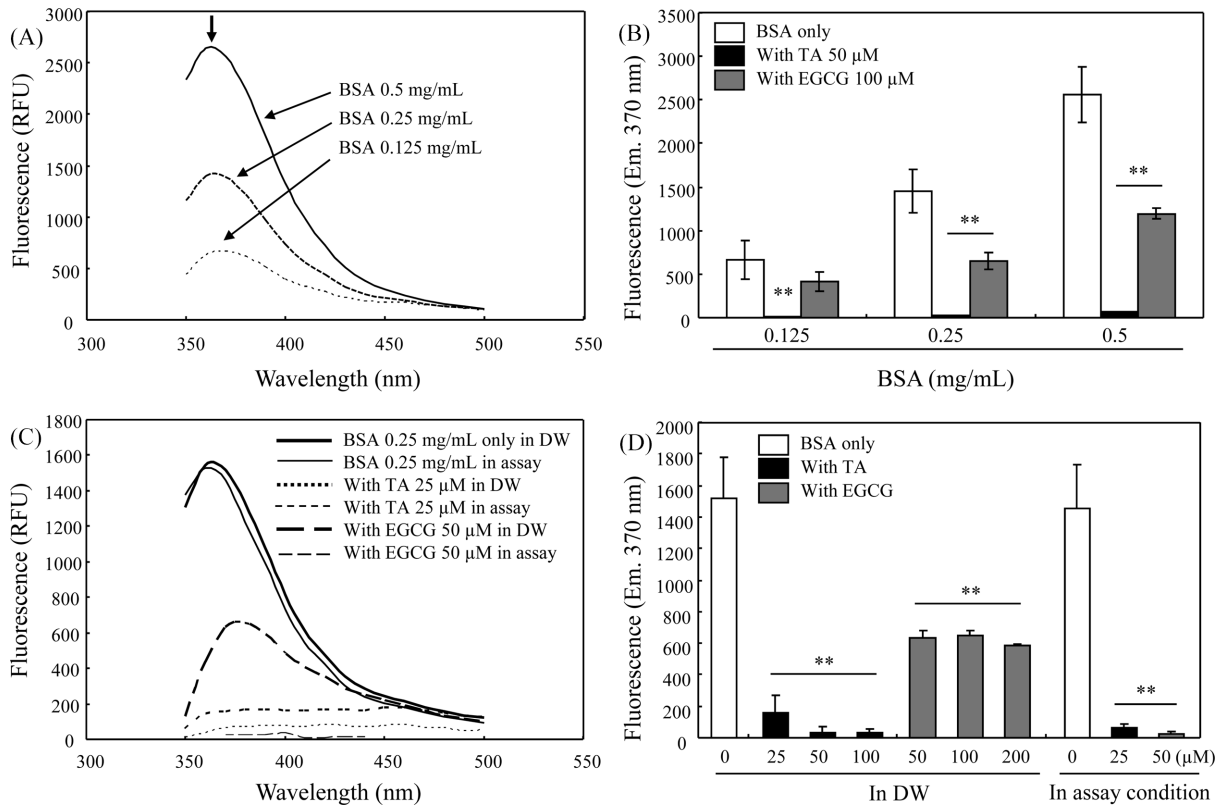 (A)
Fluorescence (RFU)
3000
2500
2000
1500
1000
500
0
BSA 0.5 mg/mL
BSA 0.25 mg/mL
BSA 0.125 mg/mL
300 350 400 450 500 550
Wavelength (nm)
(B)
BSA only
With TA 50 µM
With EGCG 100 µM
Fluorescence (Em. 370 nm)
3500
3000
2500
1500
1000
500
0
**
**
**
0.125 0.25 0.5
BSA (mg/mL)
(C)
Fluorescence (RFU)
1800
1600
1400
1200
1000
800
600
400
200
0
BSA 0.25 mg/mL only in DW
BSA 0.25 mg/mL in assay
With TA 25 µM in DW
With TA 25 µM in assay
With EGCG 50 µM in DW
With EGCG 50 µM in assay
300 350 400 450 500 550
Wavelength (nm)
(D)
BSA only
With TA
With EGCG
Fluorescence (Em. 370 nm)
2000
1800
1600
1400
1200
1000
800
600
400
200
0
**
**
**
0 25 50 100 50 100 200 0 25 50 (µM)
In DW In assay condition